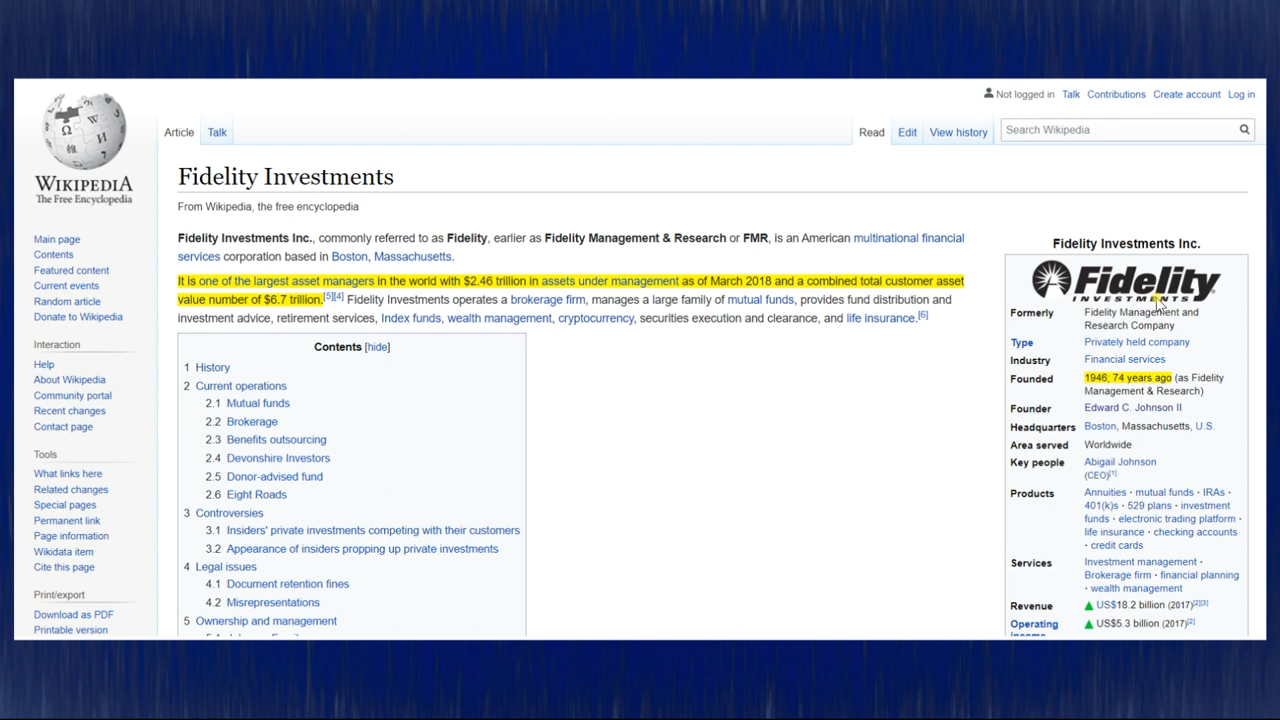 Not logged in Talk Contributions Create account Log in
Article Talk Read Edit View history Search Wikipedia
WIKIPEDIA
The Free Encyclopedia
Main page
Contents
Featured content
Current events
Random article
Donate to Wikipedia
Interaction
Help
About Wikipedia
Community portal
Recent changes
Contact page
Tools
What links here
Related changes
Special pages
Permanent link
Page information
Wikidata item
Cite this page
Print/export
Download as PDF
Printable version
Fidelity Investments
From Wikipedia, the free encyclopedia
Fidelity Investments Inc., commonly referred to as Fidelity, earlier as Fidelity Management & Research or FMR, is an American multinational financial
services corporation based in Boston, Massachusetts.
It is one of the largest asset managers in the world with $2.46 trillion in assets under management as of March 2018 and a combined total customer asset
value number of $6.7 trillion.[5][4] Fidelity Investments operates a brokerage firm, manages a large family of mutual funds, provides fund distribution and
investment advice, retirement services, Index funds, wealth management, cryptocurrency, securities execution and clearance, and life insurance.[6]
Contents [hide]
1 History
2 Current operations
2.1 Mutual funds
2.2 Brokerage
2.3 Benefits outsourcing
2.4 Devonshire Investors
2.5 Donor-advised fund
2.6 Eight Roads
3 Controversies
3.1 Insiders' private investments competing with their customers
3.2 Appearance of insiders propping up private investments
4 Legal issues
4.1 Document retention fines
4.2 Misrepresentations
5 Ownership and management
Fidelity Investments Inc.
Fidelity
INVESTMENTS
Formerly Fidelity Management and
Research Company
Type Privately held company
Industry Financial services
Founded 1946; 74 years ago (as Fidelity
Management & Research)
Founder Edward C. Johnson II
Headquarters Boston, Massachusetts, U.S.
Area served Worldwide
Key people Abigail Johnson
(CEO)[1]
Products Annuities · mutual funds · IRAs ·
401(k)s · 529 plans · investment
funds · electronic trading platform ·
life insurance · checking accounts
· credit cards
Services Investment management ·
Brokerage firm · financial planning
· wealth management
Revenue ▲ US$18.2 billion (2017)[2][3]
Operating ▲ US$5.3 billion (2017)[2]
income